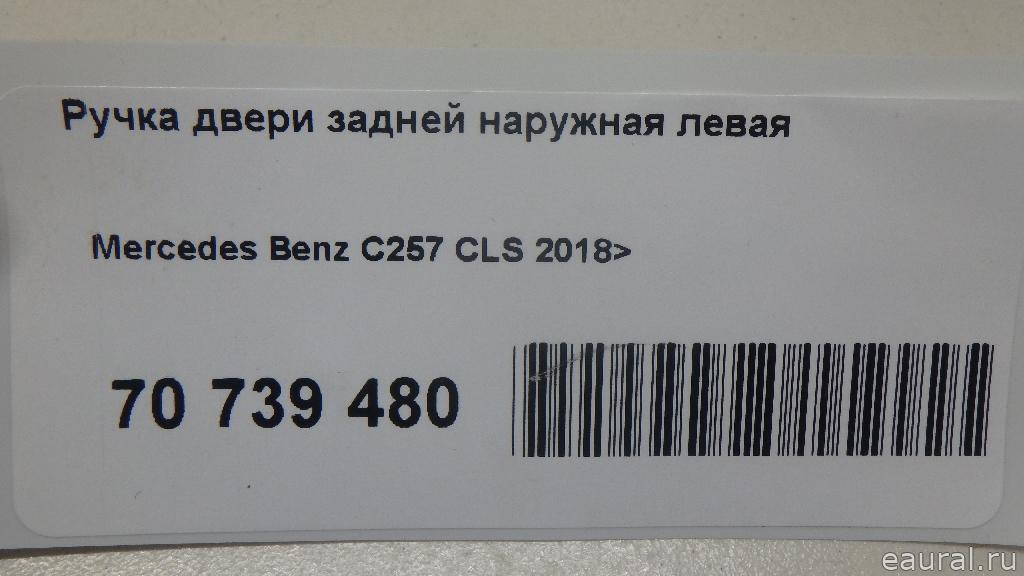 Ручка двери задней наружная левая
Mercedes Benz C257 CLS 2018>
70 739 480
eaural.ru